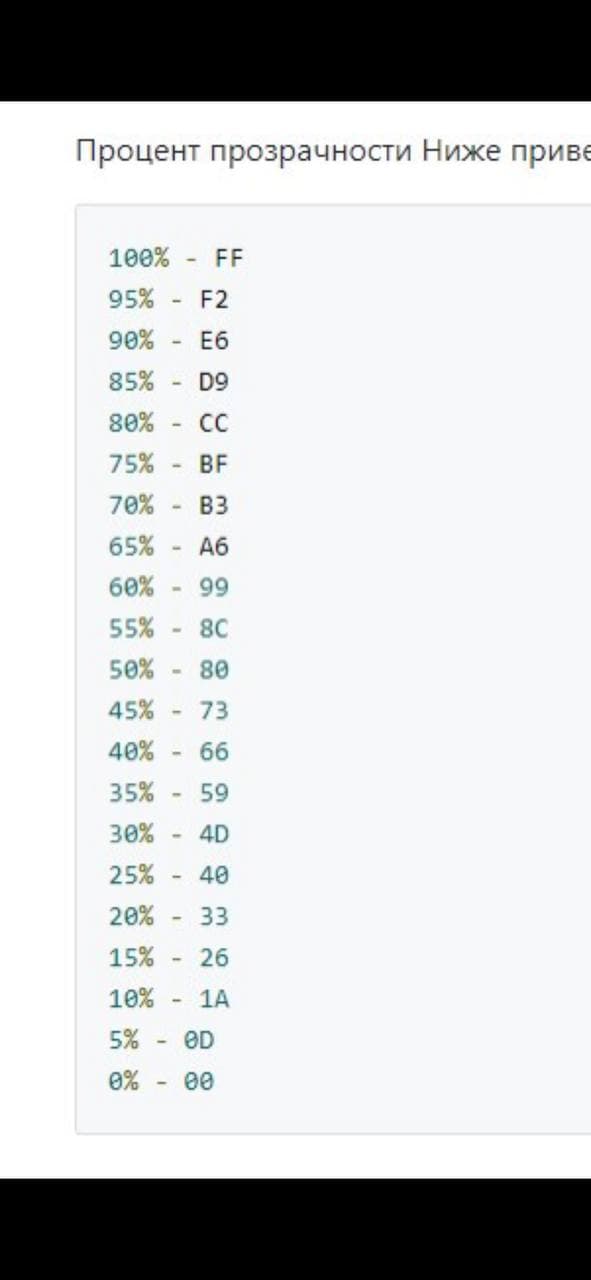 Процент прозрачности Ниже
100% - FF
95% - F2
90% - E6
85% - D9
80% - CC
75% - BF
70% - B3
65% - A6
60% - 99
55% - 8C
50% - 80
45% - 73
40% - 66
35% - 59
30% - 4D
25% - 40
20% - 33
15% - 26
10% - 1A
5% - 0D
0% - 00